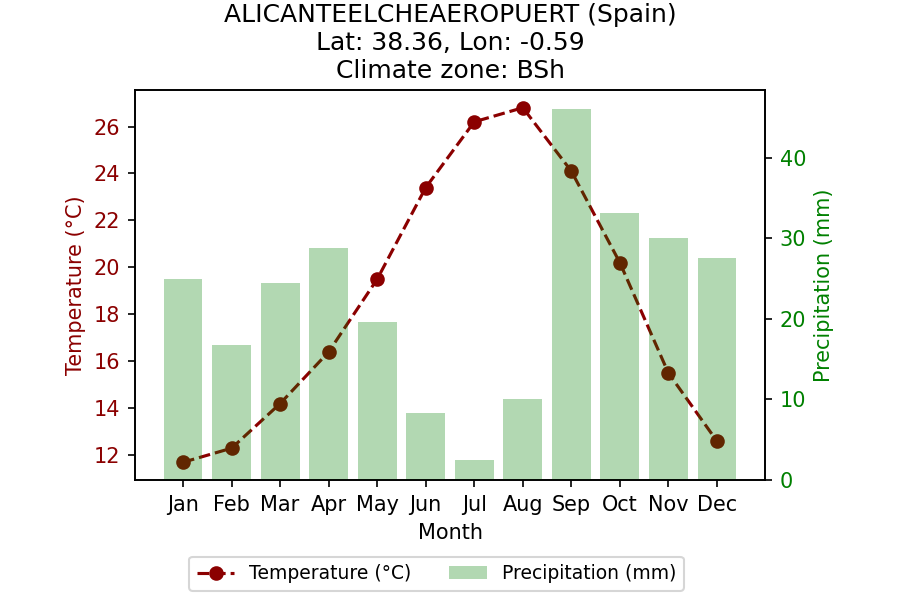 ALICANTEELCHEAEROPUERT (Spain)
Lat: 38.36, Lon: -0.59
Climate zone: BSh
Temperature (°C)
26
24
22
20
18
16
14
12
Precipitation (mm)
40
30
20
10
0
Jan Feb Mar Apr May Jun Jul Aug Sep Oct Nov Dec
Month
Temperature (°C) Precipitation (mm)